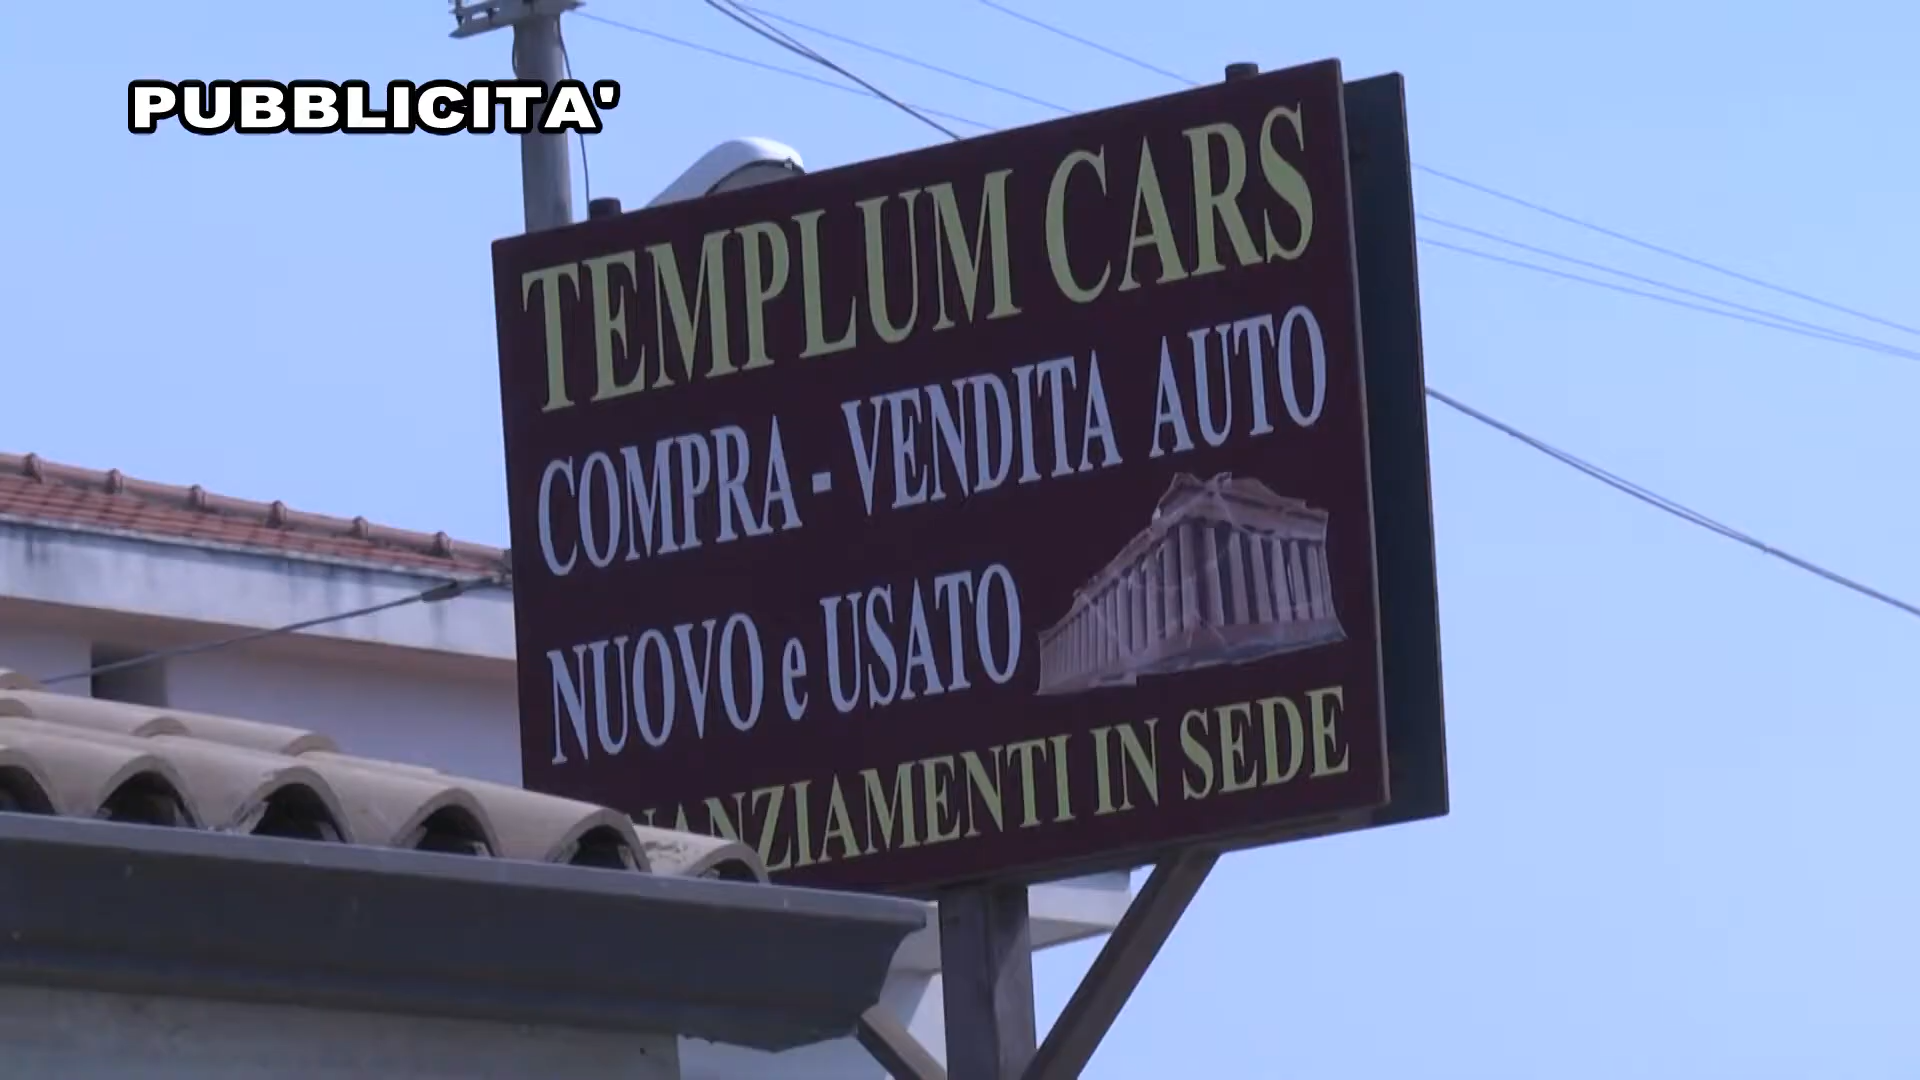 PUBBLICITA'
TEMPLUM CARS
COMPRA - VENDITA AUTO
NUOVO e USATO
IN SEDE